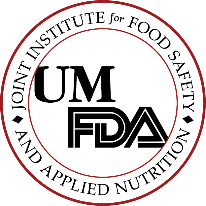 JOINT INSTITUTE for FOOD SAFETY
UM
FDA
AND APPLIED NUTRITION